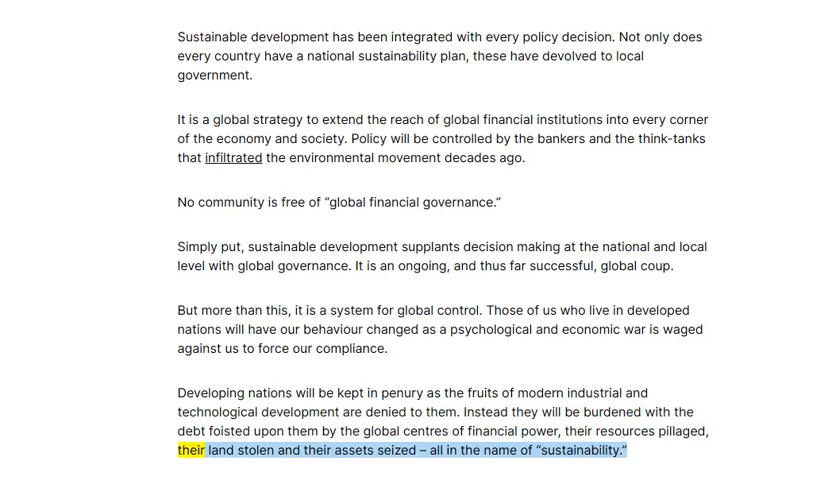 Sustainable development has been integrated with every policy decision. Not only does
every country have a national sustainability plan, these have devolved to local
government.
It is a global strategy to extend the reach of global financial institutions into every corner
of the economy and society. Policy will be controlled by the bankers and the think-tanks
that infiltrated the environmental movement decades ago.
No community is free of “global financial governance.”
Simply put, sustainable development supplants decision making at the national and local
level with global governance. It is an ongoing, and thus far successful, global coup.
But more than this, it is a system for global control. Those of us who live in developed
nations will have our behaviour changed as a psychological and economic war is waged
against us to force our compliance.
Developing nations will be kept in penury as the fruits of modern industrial and
technological development are denied to them. Instead they will be burdened with the
debt foisted upon them by the global centres of financial power, their resources pillaged,
their land stolen and their assets seized – all in the name of “sustainability.”